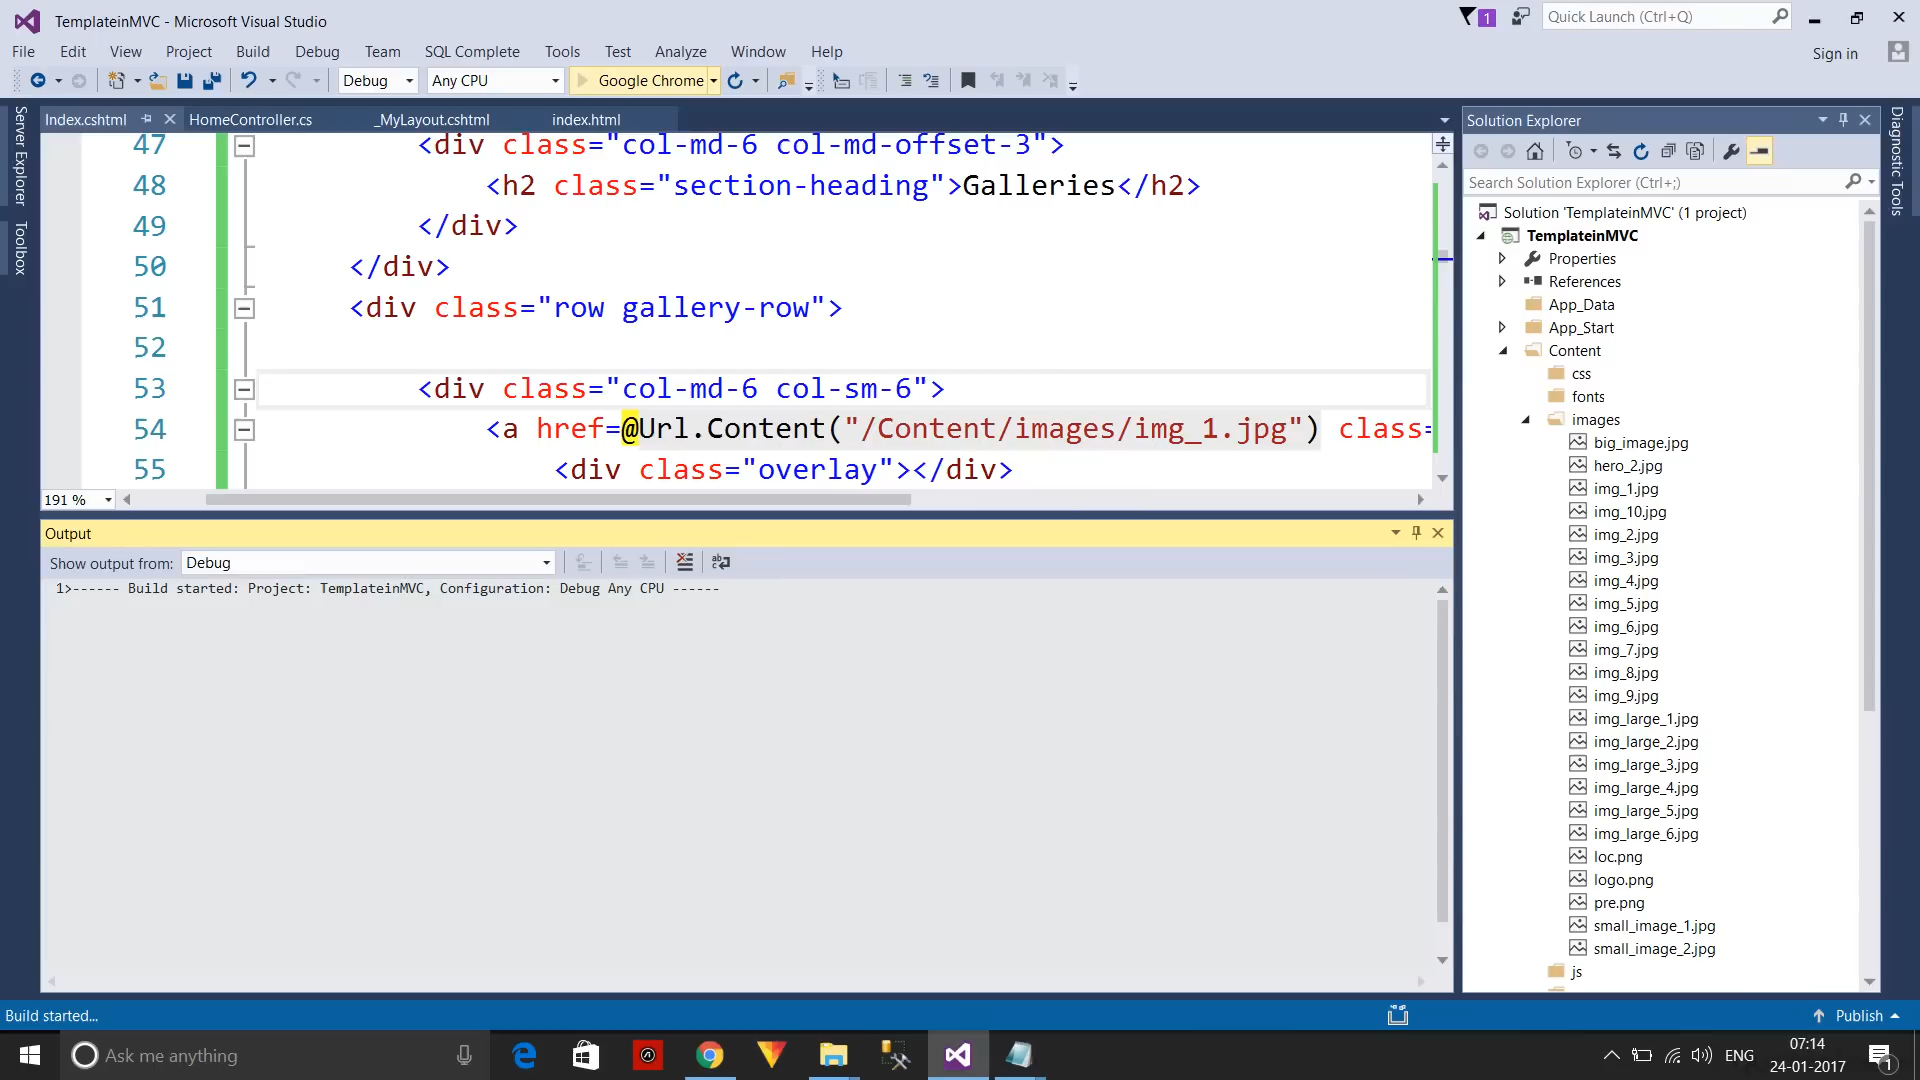 TemplateinMVC - Microsoft Visual Studio
1
Quick Launch (Ctrl+Q)
File Edit View Project Build Debug Team SQL Complete Tools Test Analyze Window Help
Sign in
Debug Any CPU Google Chrome
Server Explorer
Toolbox
Index.cshtml HomeController.cs _MyLayout.cshtml index.html
47 <div class="col-md-6 col-md-offset-3">
48 <h2 class="section-heading">Galleries</h2>
49 </div>
50 </div>
51 <div class="row gallery-row">
52
53 <div class="col-md-6 col-sm-6">
54 <a href=@Url.Content("/Content/images/img_1.jpg") class=
55 <div class="overlay"></div>
191 %
Output
Show output from: Debug
1>------ Build started: Project: TemplateinMVC, Configuration: Debug Any CPU ------
Solution Explorer
Search Solution Explorer (Ctrl+;)
Solution 'TemplateinMVC' (1 project)
TemplateinMVC
Properties
References
App_Data
App_Start
Content
css
fonts
images
big_image.jpg
hero_2.jpg
img_1.jpg
img_10.jpg
img_2.jpg
img_3.jpg
img_4.jpg
img_5.jpg
img_6.jpg
img_7.jpg
img_8.jpg
img_9.jpg
img_large_1.jpg
img_large_2.jpg
img_large_3.jpg
img_large_4.jpg
img_large_5.jpg
img_large_6.jpg
loc.png
logo.png
pre.png
small_image_1.jpg
small_image_2.jpg
js
Diagnostic Tools
Build started...
Publish
Ask me anything
ENG
07:14
24-01-2017
1